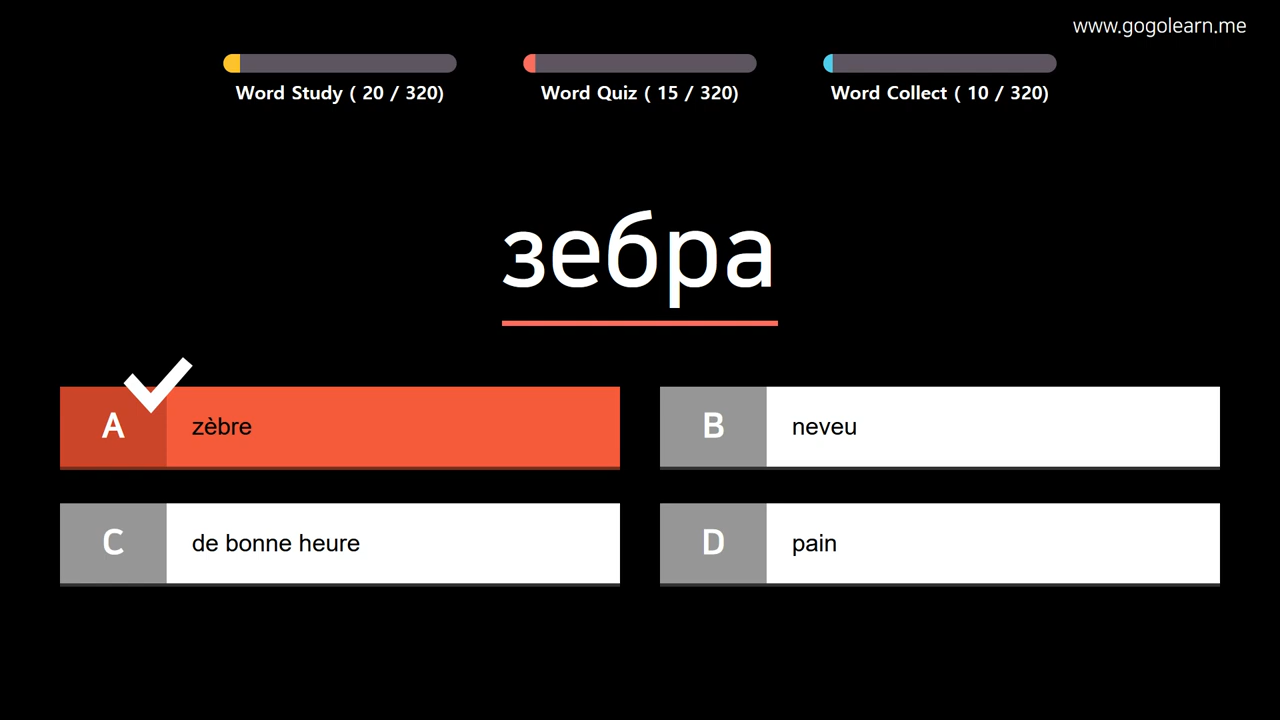 www.gogolearn.me
Word Study ( 20 / 320)
Word Quiz ( 15 / 320)
Word Collect ( 10 / 320)
зебра
A
zèbre
B
neveu
C
de bonne heure
D
pain